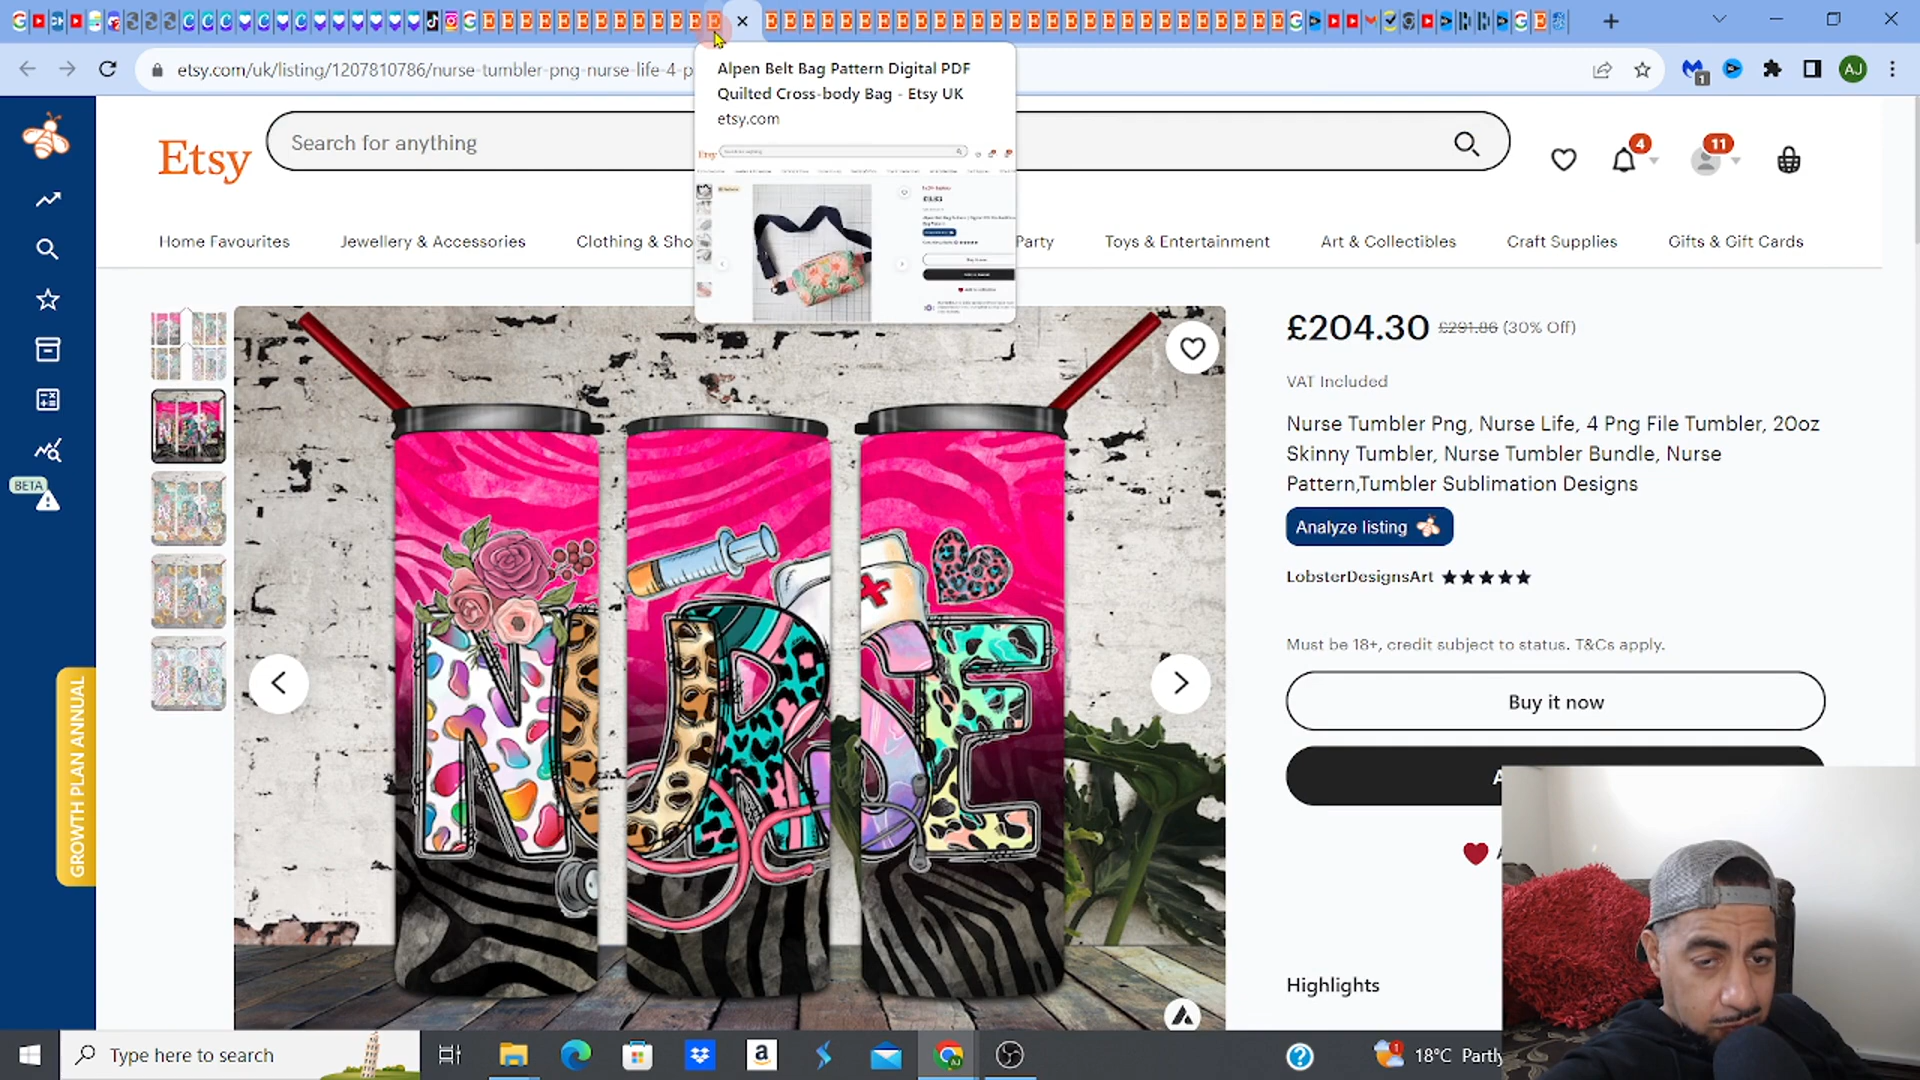 etsy.com/uk/listing/1207810786/nurse-tumbler-png-nurse-life-4-p
1
AJ
Alpen Belt Bag Pattern Digital PDF
Quilted Cross-body Bag - Etsy UK
etsy.com
Etsy
Search for anything
4
11
Home Favourites
Jewellery & Accessories
Clothing & Sho
Party
Toys & Entertainment
Art & Collectibles
Craft Supplies
Gifts & Gift Cards
£204.30 £291.86 (30% Off)
VAT Included
Nurse Tumbler Png, Nurse Life, 4 Png File Tumbler, 20oz
Skinny Tumbler, Nurse Tumbler Bundle, Nurse
Pattern,Tumbler Sublimation Designs
Analyze listing
LobsterDesignsArt
Must be 18+, credit subject to status. T&Cs apply.
Buy it now
Highlights
BETA
GROWTH PLAN ANNUAL
NURSE
Type here to search
1
18°C Partly